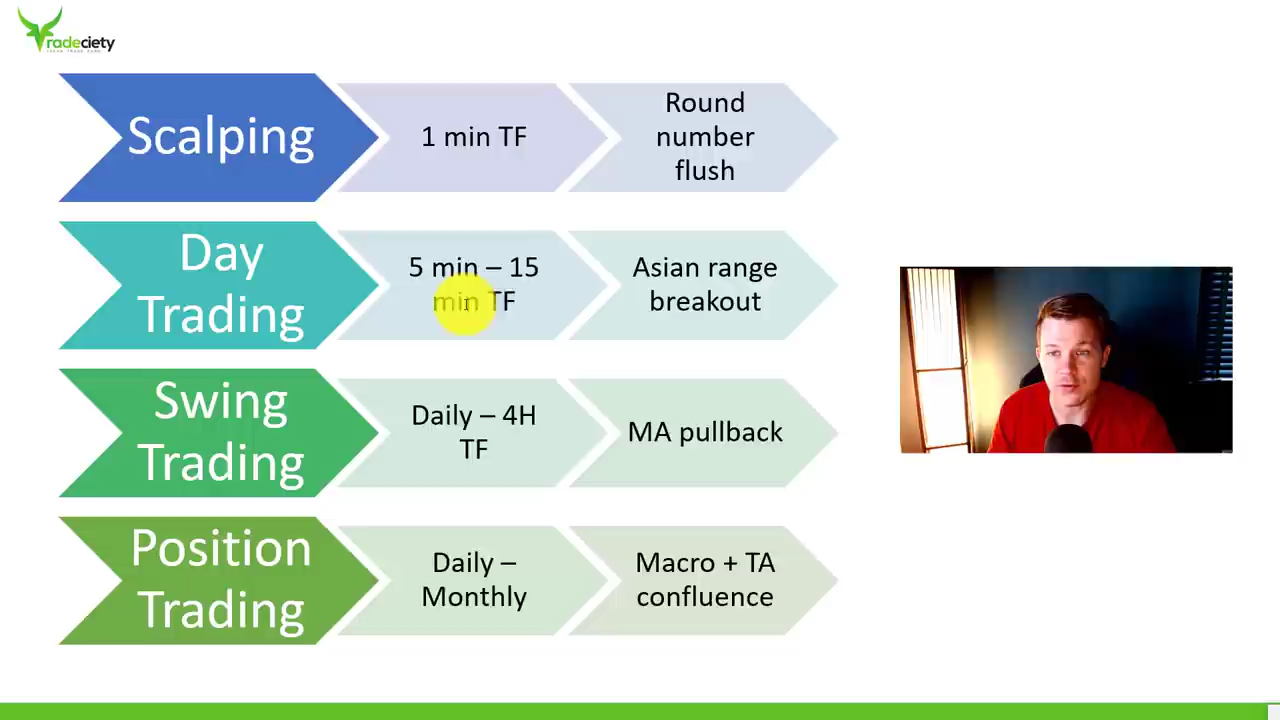 radeciety
Scalping
1 min TF
Round
number
flush
Day
Trading
5 min – 15
min TF
Asian range
breakout
Swing
Trading
Daily – 4H
TF
MA pullback
Position
Trading
Daily –
Monthly
Macro + TA
confluence